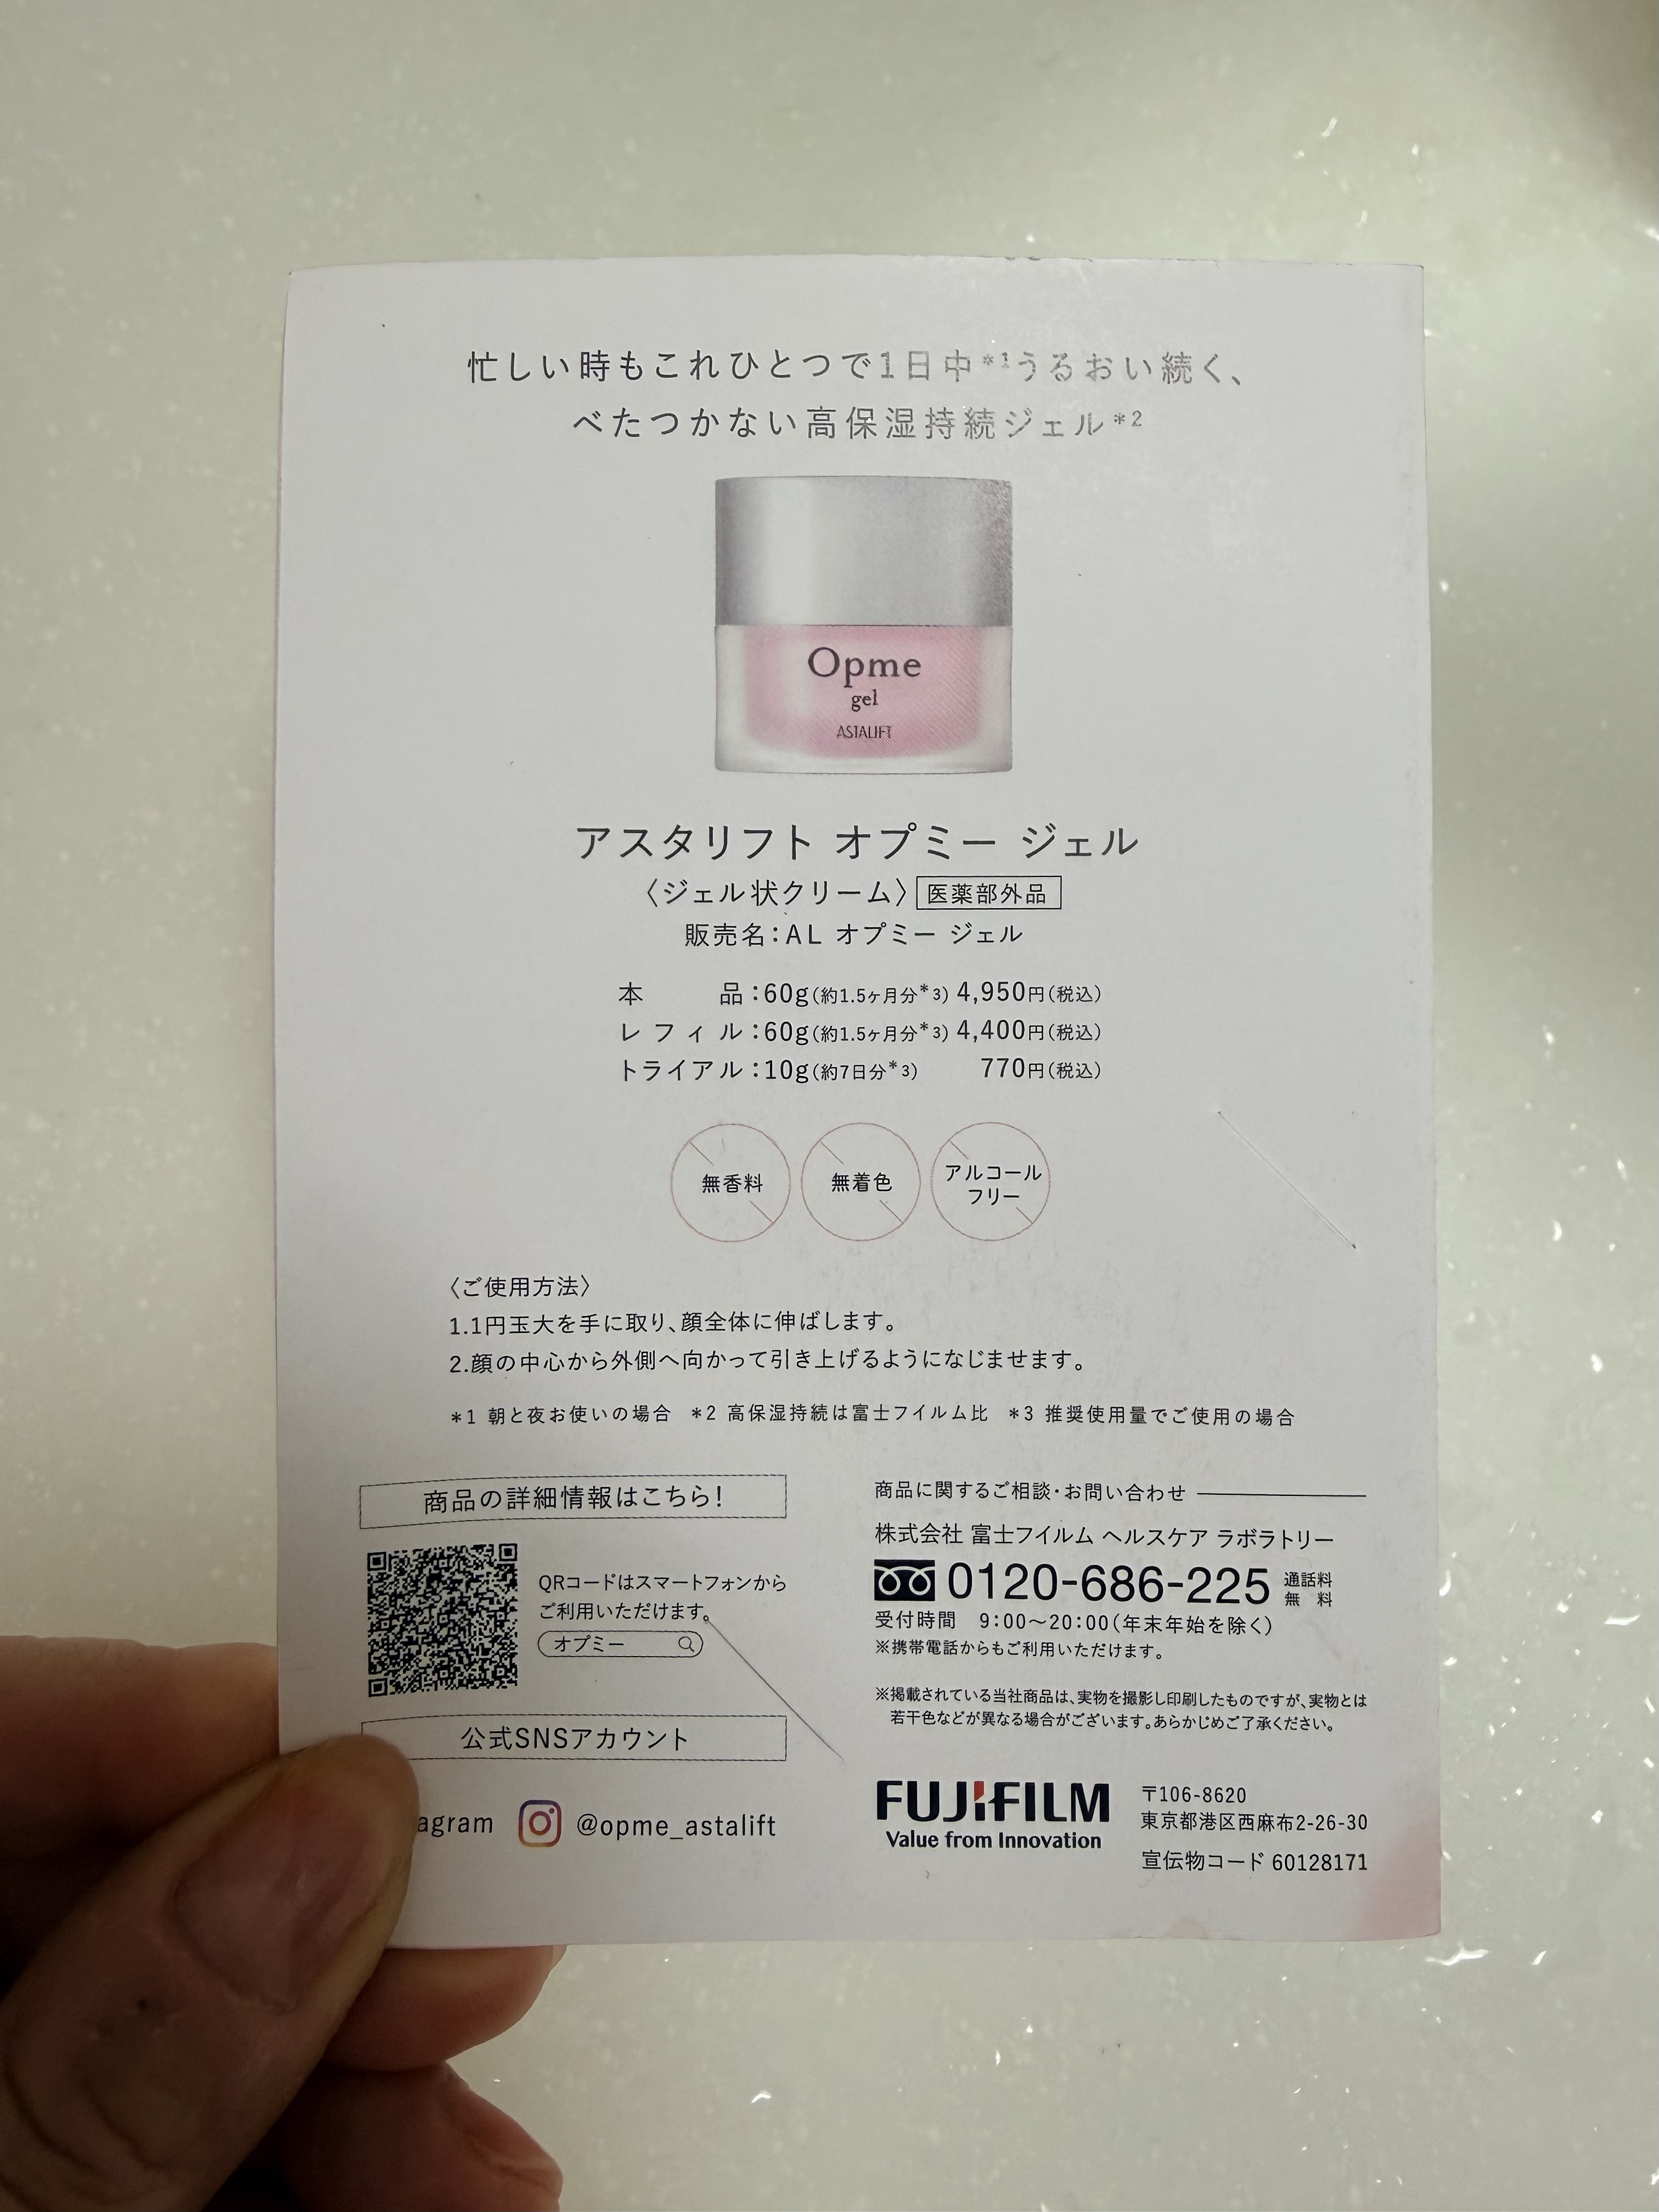 忙しい時もこれひとつで1日中*1うるおい続く、
べたつかない高保湿持続ジェル*2
Opme
gel
ASTALIFT
アスタリフト オプミー ジェル
〈ジェル状クリーム〉医薬部外品
販売名：AL オプミー ジェル
本品：60g(約1.5ヶ月分*3) 4,950円(税込)
レフィル：60g(約1.5ヶ月分*3) 4,400円(税込)
トライアル：10g(約7日分*3) 770円(税込)
無香料
無着色
アルコール
フリー
〈ご使用方法〉
1.1円玉大を手に取り、顔全体に伸ばします。
2.顔の中心から外側へ向かって引き上げるようになじませます。
*1 朝と夜お使いの場合 *2 高保湿持続は富士フイルム比 *3 推奨使用量でご使用の場合
商品の詳細情報はこちら！
QRコードはスマートフォンから
ご利用いただけます。
オプミー
公式SNSアカウント
agram @opme_astalift
商品に関するご相談・お問い合わせ
株式会社 富士フイルム ヘルスケア ラボラトリー
0120-686-225 通話料
無 料
受付時間 9:00～20:00(年末年始を除く)
※携帯電話からもご利用いただけます。
※掲載されている当社商品は、実物を撮影し印刷したものですが、実物とは
若干色などが異なる場合がございます。あらかじめご了承ください。
FUJIFILM
Value from Innovation
〒106-8620
東京都港区西麻布2-26-30
宣伝物コード 60128171